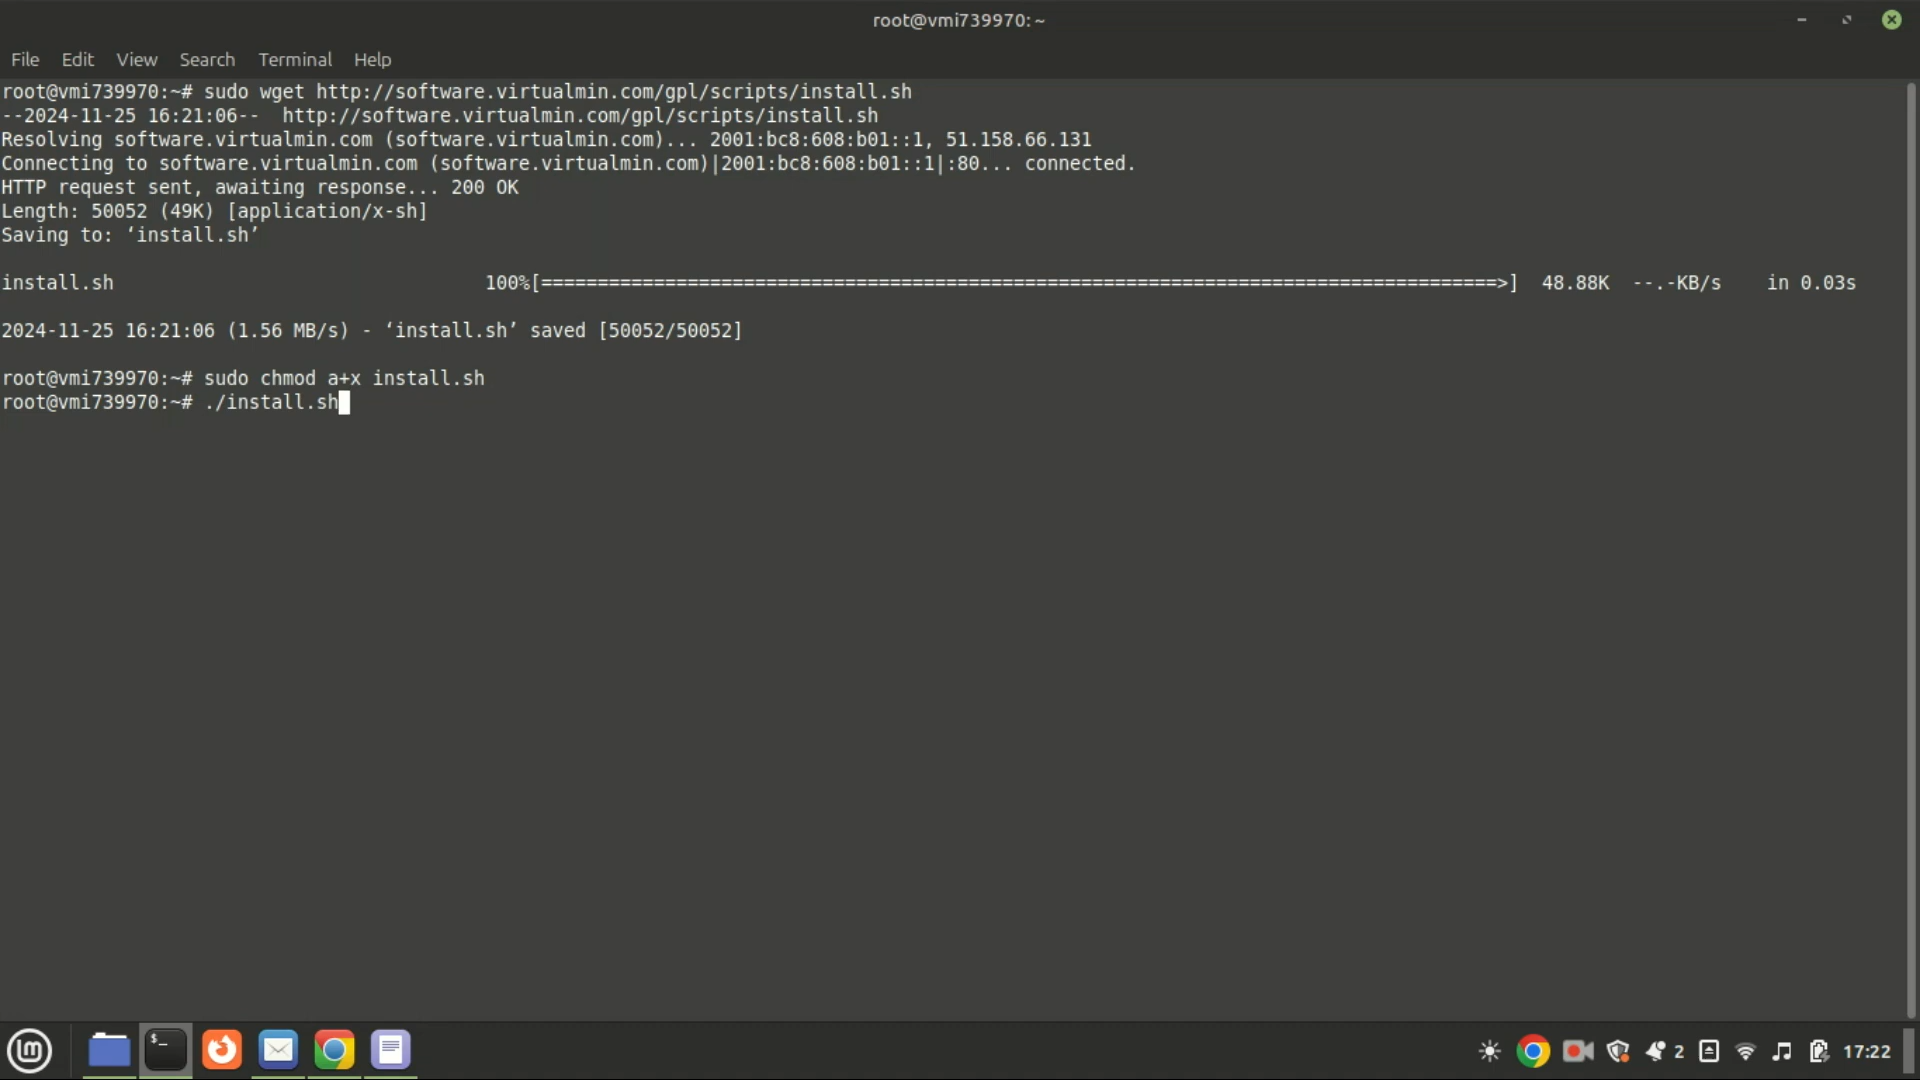 root@vmi739970: ~
File Edit View Search Terminal Help
root@vmi739970:~# sudo wget http://software.virtualmin.com/gpl/scripts/install.sh
--2024-11-25 16:21:06--  http://software.virtualmin.com/gpl/scripts/install.sh
Resolving software.virtualmin.com (software.virtualmin.com)... 2001:bc8:608:b01::1, 51.158.66.131
Connecting to software.virtualmin.com (software.virtualmin.com)|2001:bc8:608:b01::1|:80... connected.
HTTP request sent, awaiting response... 200 OK
Length: 50052 (49K) [application/x-sh]
Saving to: ‘install.sh’
install.sh 100%[=====================================================================================>] 48.88K --.-KB/s in 0.03s
2024-11-25 16:21:06 (1.56 MB/s) - ‘install.sh’ saved [50052/50052]
root@vmi739970:~# sudo chmod a+x install.sh
root@vmi739970:~# ./install.sh
$_
2
17:22